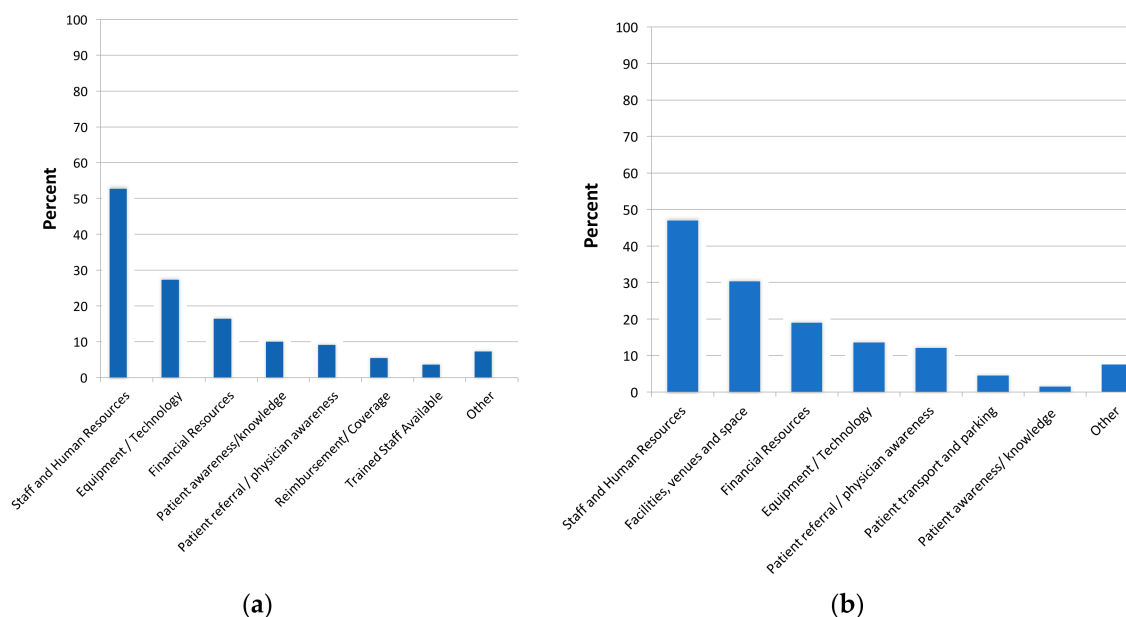 100
90
80
70
60
50
40
30
20
10
0
Percent
Staff and Human Resources
Equipment / Technology
Financial Resources
Patient awareness/knowledge
Patient referral / physician awareness
Reimbursement/ Coverage
Trained Staff Available
Other
(a)
100
90
80
70
60
50
40
30
20
10
0
Percent
Staff and Human Resources
Facilities, venues and space
Financial Resources
Equipment / Technology
Patient referral / physician awareness
Patient transport and parking
Patient awareness/ knowledge
Other
(b)